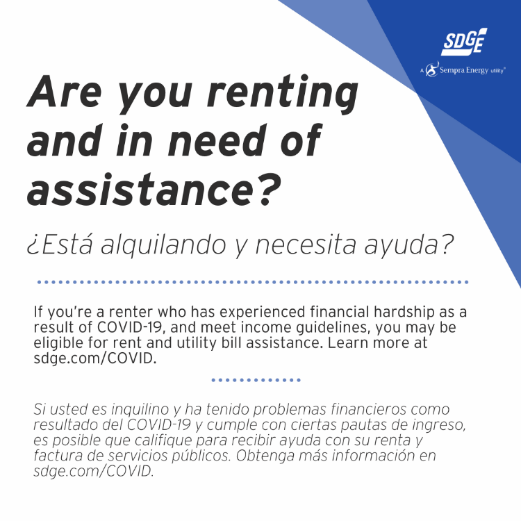 SDGE
A Sempra Energy utility®
Are you renting
and in need of
assistance?
¿Está alquilando y necesita ayuda?
If you're a renter who has experienced financial hardship as a
result of COVID-19, and meet income guidelines, you may be
eligible for rent and utility bill assistance. Learn more at
sdge.com/COVID.
Si usted es inquilino y ha tenido problemas financieros como
resultado del COVID-19 y cumple con ciertas pautas de ingreso,
es posible que califique para recibir ayuda con su renta y
factura de servicios públicos. Obtenga más información en
sdge.com/COVID.